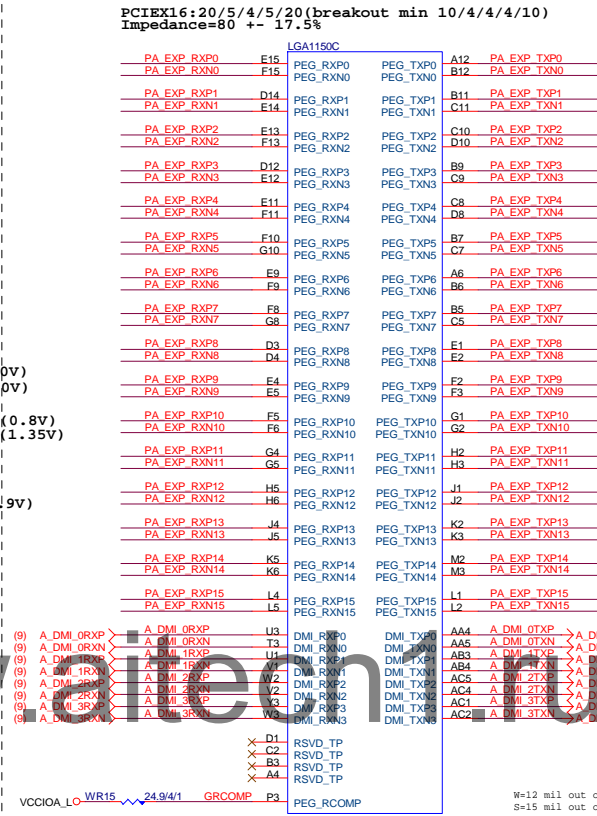 PCIEX16:20/5/4/5/20(breakout min 10/4/4/4/10)
Impedance=80 +- 17.5%
LGA1150C
PA_EXP_RXP0 E15 PEG_RXP0 PEG_TXP0 A12 PA_EXP_TXP0
PA_EXP_RXN0 F15 PEG_RXN0 PEG_TXN0 B12 PA_EXP_TXN0
PA_EXP_RXP1 D14 PEG_RXP1 PEG_TXP1 B11 PA_EXP_TXP1
PA_EXP_RXN1 E14 PEG_RXN1 PEG_TXN1 C11 PA_EXP_TXN1
PA_EXP_RXP2 E13 PEG_RXP2 PEG_TXP2 C10 PA_EXP_TXP2
PA_EXP_RXN2 F13 PEG_RXN2 PEG_TXN2 D10 PA_EXP_TXN2
PA_EXP_RXP3 D12 PEG_RXP3 PEG_TXP3 B9 PA_EXP_TXP3
PA_EXP_RXN3 E12 PEG_RXN3 PEG_TXN3 C9 PA_EXP_TXN3
PA_EXP_RXP4 E11 PEG_RXP4 PEG_TXP4 C8 PA_EXP_TXP4
PA_EXP_RXN4 F11 PEG_RXN4 PEG_TXN4 D8 PA_EXP_TXN4
PA_EXP_RXP5 F10 PEG_RXP5 PEG_TXP5 B7 PA_EXP_TXP5
PA_EXP_RXN5 G10 PEG_RXN5 PEG_TXN5 C7 PA_EXP_TXN5
PA_EXP_RXP6 E9 PEG_RXP6 PEG_TXP6 A6 PA_EXP_TXP6
PA_EXP_RXN6 F9 PEG_RXN6 PEG_TXN6 B6 PA_EXP_TXN6
PA_EXP_RXP7 F8 PEG_RXP7 PEG_TXP7 B5 PA_EXP_TXP7
PA_EXP_RXN7 G8 PEG_RXN7 PEG_TXN7 C5 PA_EXP_TXN7
PA_EXP_RXP8 D3 PEG_RXP8 PEG_TXP8 E1 PA_EXP_TXP8
PA_EXP_RXN8 D4 PEG_RXN8 PEG_TXN8 E2 PA_EXP_TXN8
0V)
PA_EXP_RXP9 E4 PEG_RXP9 PEG_TXP9 F2 PA_EXP_TXP9
0V)
PA_EXP_RXN9 E5 PEG_RXN9 PEG_TXN9 F3 PA_EXP_TXN9
(0.8V)
PA_EXP_RXP10 F5 PEG_RXP10 PEG_TXP10 G1 PA_EXP_TXP10
(1.35V)
PA_EXP_RXN10 F6 PEG_RXN10 PEG_TXN10 G2 PA_EXP_TXN10
PA_EXP_RXP11 G4 PEG_RXP11 PEG_TXP11 H2 PA_EXP_TXP11
PA_EXP_RXN11 G5 PEG_RXN11 PEG_TXN11 H3 PA_EXP_TXN11
PA_EXP_RXP12 H5 PEG_RXP12 PEG_TXP12 J1 PA_EXP_TXP12
.9V)
PA_EXP_RXN12 H6 PEG_RXN12 PEG_TXN12 J2 PA_EXP_TXN12
PA_EXP_RXP13 J4 PEG_RXP13 PEG_TXP13 K2 PA_EXP_TXP13
PA_EXP_RXN13 J5 PEG_RXN13 PEG_TXN13 K3 PA_EXP_TXN13
PA_EXP_RXP14 K5 PEG_RXP14 PEG_TXP14 M2 PA_EXP_TXP14
PA_EXP_RXN14 K6 PEG_RXN14 PEG_TXN14 M3 PA_EXP_TXN14
PA_EXP_RXP15 L4 PEG_RXP15 PEG_TXP15 L1 PA_EXP_TXP15
PA_EXP_RXN15 L5 PEG_RXN15 PEG_TXN15 L2 PA_EXP_TXN15
(9) A_DMI_0RXP A_DMI_0RXP U3 DMI_RXP0 DMI_TXP0 AA4 A_DMI_0TXP
(9) A_DMI_0RXN A_DMI_0RXN T3 DMI_RXN0 DMI_TXN0 AA5 A_DMI_0TXN
(9) A_DMI_1RXP A_DMI_1RXP U1 DMI_RXP1 DMI_TXP1 AB3 A_DMI_1TXP
(9) A_DMI_1RXN A_DMI_1RXN V1 DMI_RXN1 DMI_TXN1 AB4 A_DMI_1TXN
(9) A_DMI_2RXP A_DMI_2RXP W2 DMI_RXP2 DMI_TXP2 AC5 A_DMI_2TXP
(9) A_DMI_2RXN A_DMI_2RXN V2 DMI_RXN2 DMI_TXN2 AC4 A_DMI_2TXN
(9) A_DMI_3RXP A_DMI_3RXP Y3 DMI_RXP3 DMI_TXP3 AC1 A_DMI_3TXP
(9) A_DMI_3RXN A_DMI_3RXN W3 DMI_RXN3 DMI_TXN3 AC2 A_DMI_3TXN
.aitech1.ru
D1 RSVD_TP
C2 RSVD_TP
B3 RSVD_TP
A4 RSVD_TP
VCCIOA_L WR15 24.9/4/1 GRCOMP P3 PEG_RCOMP
W=12 mil out o
S=15 mil out o